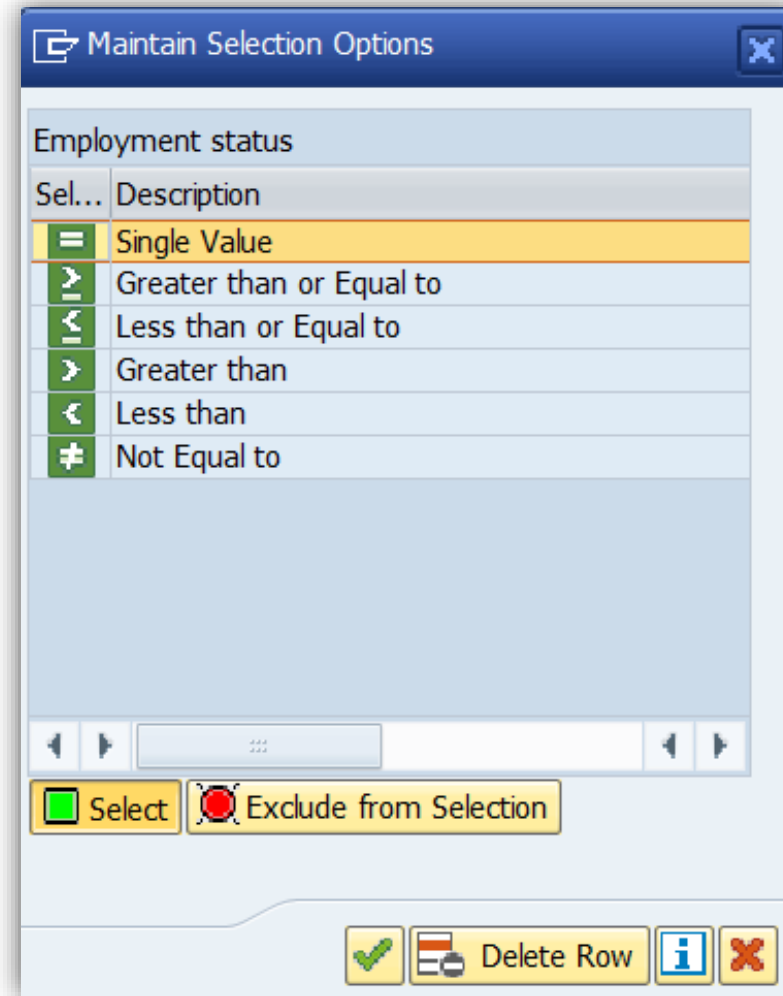 Maintain Selection Options
Employment status
Sel... Description
Single Value
Greater than or Equal to
Less than or Equal to
Greater than
Less than
Not Equal to
Select Exclude from Selection
Delete Row